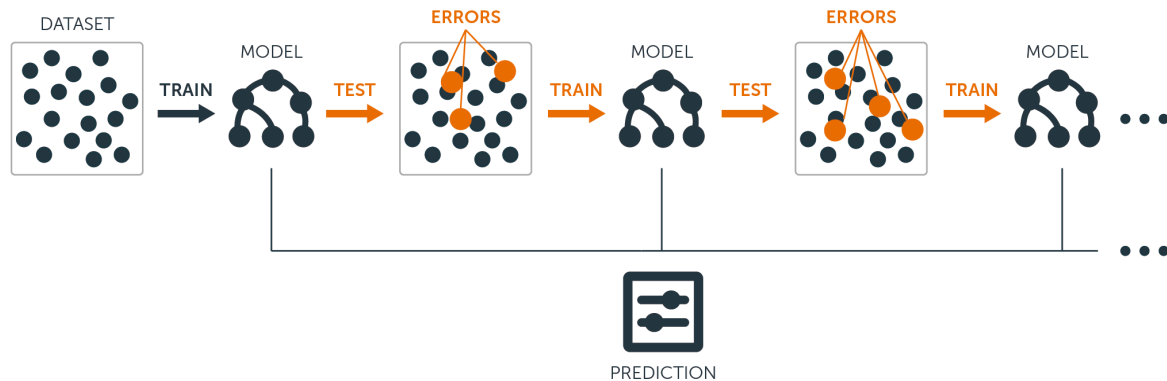 DATASET
MODEL
TRAIN
TEST
ERRORS
TRAIN
MODEL
TEST
ERRORS
TRAIN
MODEL
PREDICTION